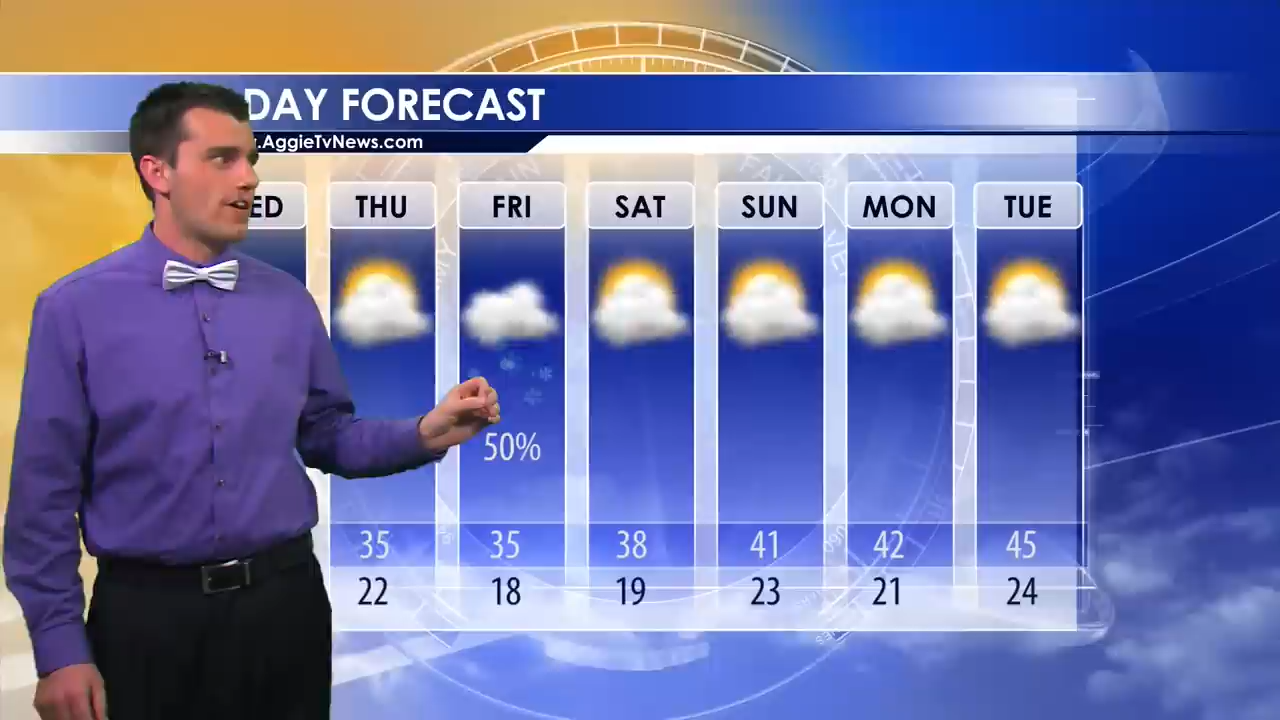 DAY FORECAST
.AggieTvNews.com
ED THU FRI SAT SUN MON TUE
50%
35 35 38 41 42 45
22 18 19 23 21 24